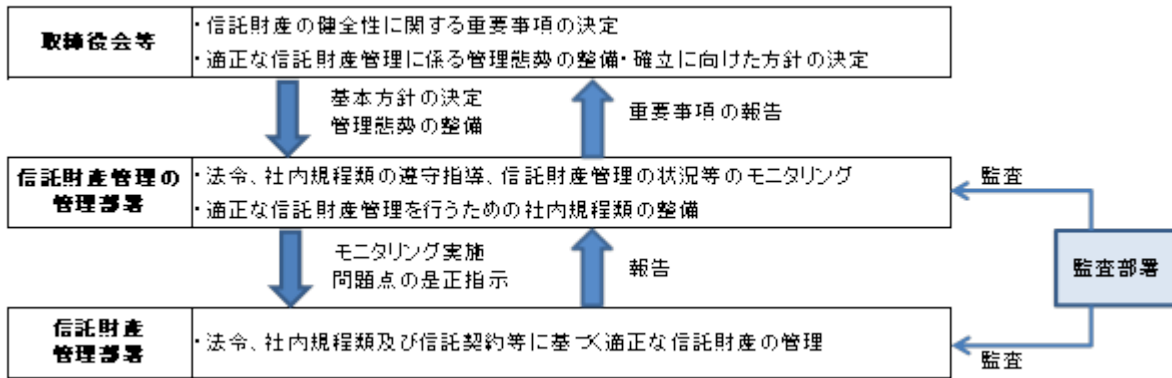 取締役会等
・信託財産の健全性に関する重要事項の決定
・適正な信託財産管理に係る管理態勢の整備・確立に向けた方針の決定
基本方針の決定
管理態勢の整備
重要事項の報告
信託財産管理の
管理部署
・法令、社内規程類の遵守指導、信託財産管理の状況等のモニタリング
・適正な信託財産管理を行うための社内規程類の整備
監査
モニタリング実施
問題点の是正指示
報告
監査部署
信託財産
管理部署
・法令、社内規程類及び信託契約等に基づく適正な信託財産の管理
監査